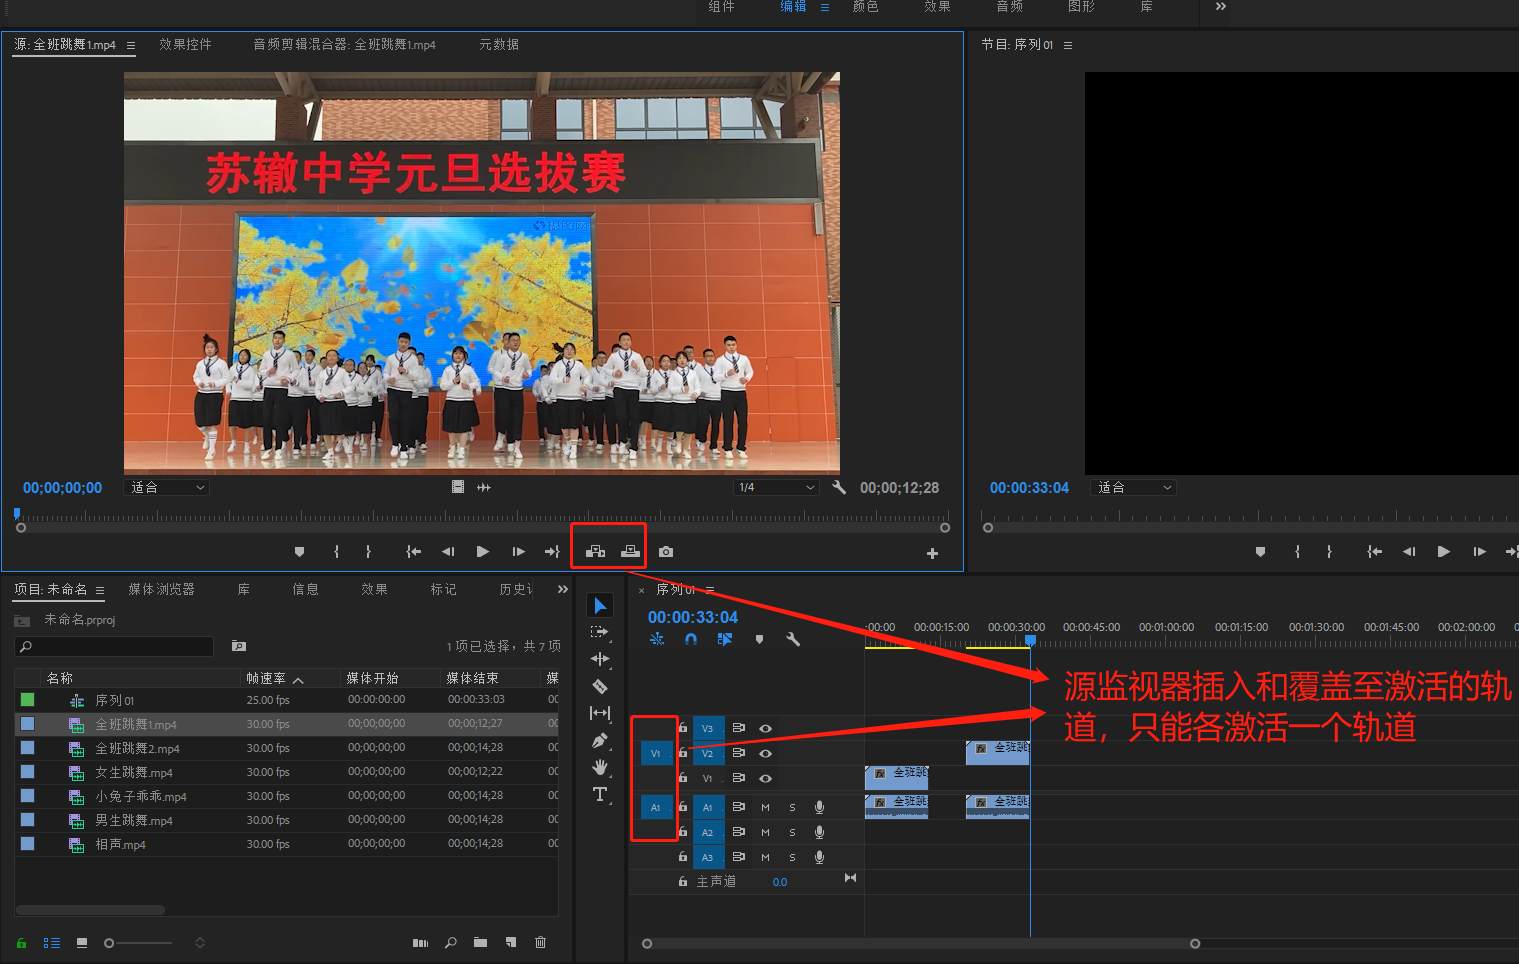 组件 编辑 颜色 效果 音频 图形 库
源: 全班跳舞1.mp4 效果控件 音频剪辑混合器: 全班跳舞1.mp4 元数据
节目: 序列 01
苏辙中学元旦选拔赛
00;00;00;00 适合 1/4 00;00;12;28
00:00:33:04 适合
项目: 未命名 媒体浏览器 库 信息 效果 标记 历史
未命名.prproj
1 项已选择，共 7 项
名称 帧速率 媒体开始 媒体结束 媒
序列 01 25.00 fps 00:00:00:00 00:00:33:03 00
全班跳舞1.mp4 30.00 fps 00;00;00;00 00;00;12;27 00
全班跳舞2.mp4 30.00 fps 00;00;00;00 00;00;14;28 00
女生跳舞.mp4 30.00 fps 00;00;00;00 00;00;12;22 00
小兔子乖乖.mp4 30.00 fps 00;00;00;00 00;00;14;28 00
男生跳舞.mp4 30.00 fps 00;00;00;00 00;00;14;28 00
相声.mp4 30.00 fps 00;00;00;00 00;00;14;28 00
序列 01
00:00:33:04
:00:00 00:00:15:00 00:00:30:00 00:00:45:00 00:01:00:00 00:01:15:00 00:01:30:00 00:01:45:00 00:02:00:00
源监视器插入和覆盖至激活的轨
道，只能各激活一个轨道
V3
V1 V2 fx 全班跳
V1 fx 全班跳
A1 A1 M S fx 全班跳 fx 全班跳
A2 M S
A3 M S
主声道 0.0